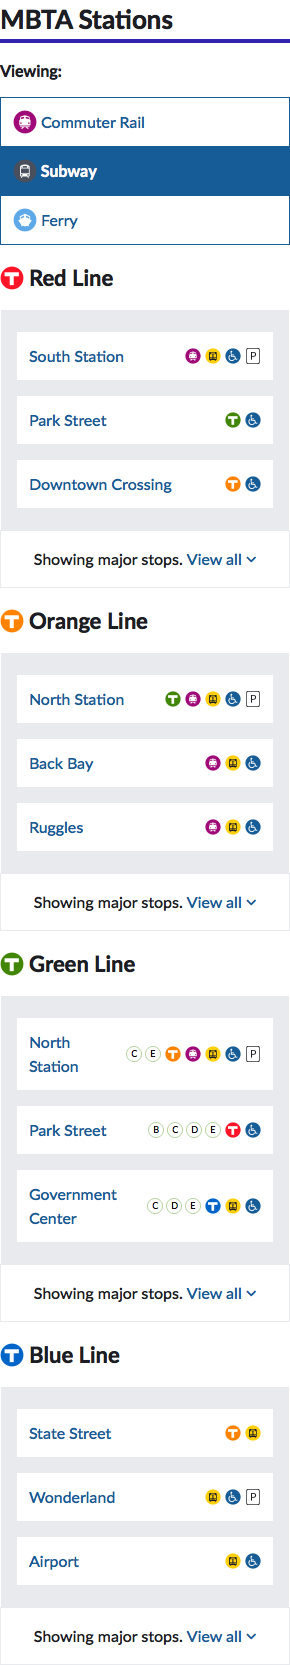 MBTA Stations
Viewing:
Commuter Rail
Subway
Ferry
T Red Line
South Station P
Park Street T
Downtown Crossing T
Showing major stops. View all
T Orange Line
North Station T P
Back Bay
Ruggles
Showing major stops. View all
T Green Line
North
Station C E T P
Park Street B C D E T
Government
Center C D E T
Showing major stops. View all
T Blue Line
State Street T
Wonderland P
Airport
Showing major stops. View all